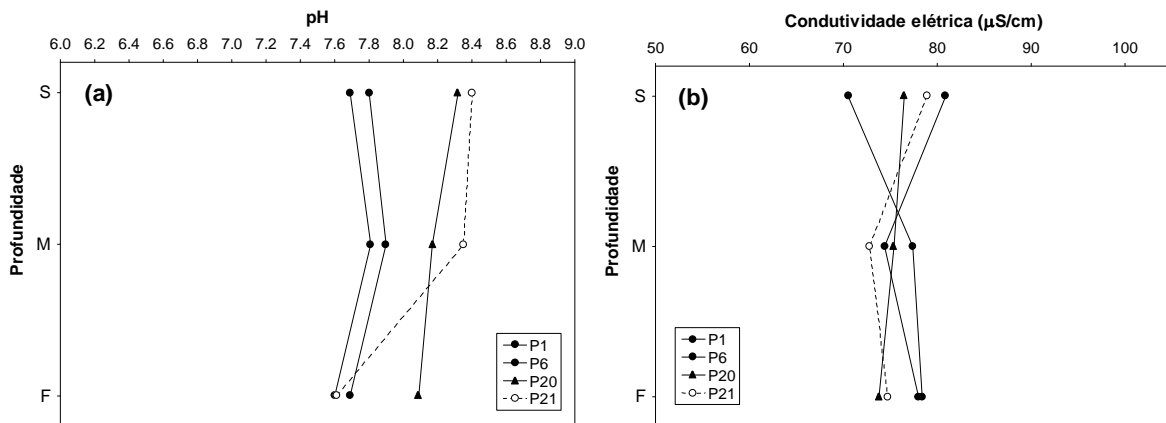 pH
6.0 6.2 6.4 6.6 6.8 7.0 7.2 7.4 7.6 7.8 8.0 8.2 8.4 8.6 8.8 9.0
(a)
Profundidade
S
M
F
P1
P6
P20
P21
Condutividade elétrica (µS/cm)
50 60 70 80 90 100
(b)
Profundidade
S
M
F
P1
P6
P20
P21